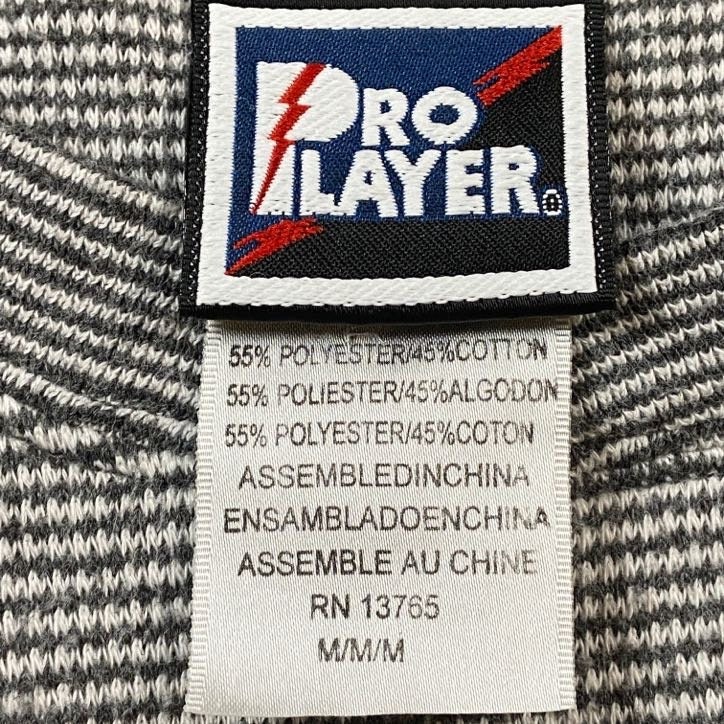 PRO
PLAYER®
55% POLYESTER/45%COTTON
55% POLIESTER/45%ALGODON
55% POLYESTER/45%COTON
ASSEMBLEDINCHINA
ENSAMBLADOENCHINA
ASSEMBLE AU CHINE
RN 13765
M/M/M